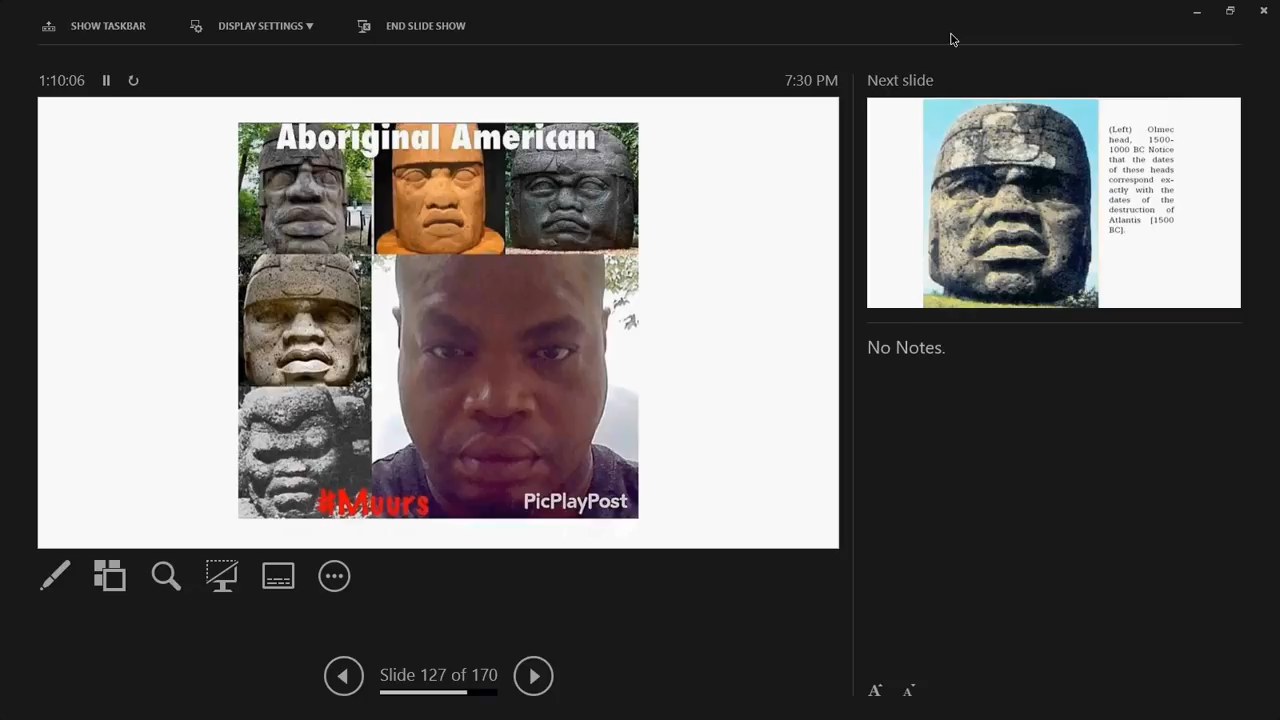 SHOW TASKBAR
DISPLAY SETTINGS ▼
END SLIDE SHOW
1:10:06
7:30 PM
Aboriginal American
#Muurs
PicPlayPost
Next slide
(Left) Olmec
head, 1500-
1000 BC Notice
that the dates
of these heads
correspond ex-
actly with the
dates of the
destruction of
Atlantis [1500
BC].
No Notes.
Slide 127 of 170
A A